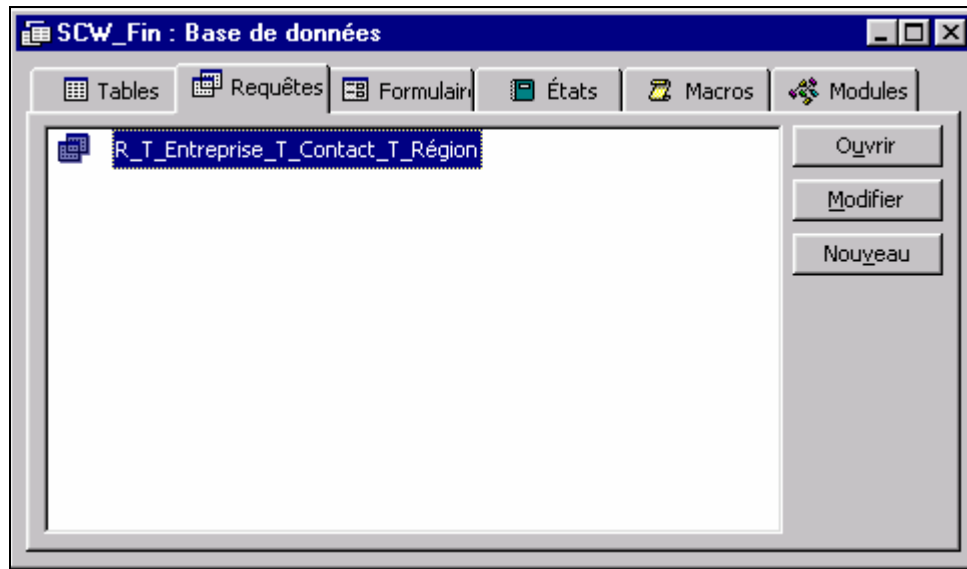 SCW_Fin : Base de données
Tables Requêtes Formulaire États Macros Modules
R_T_Entreprise_T_Contact_T_Région
Ouvrir
Modifier
Nouveau